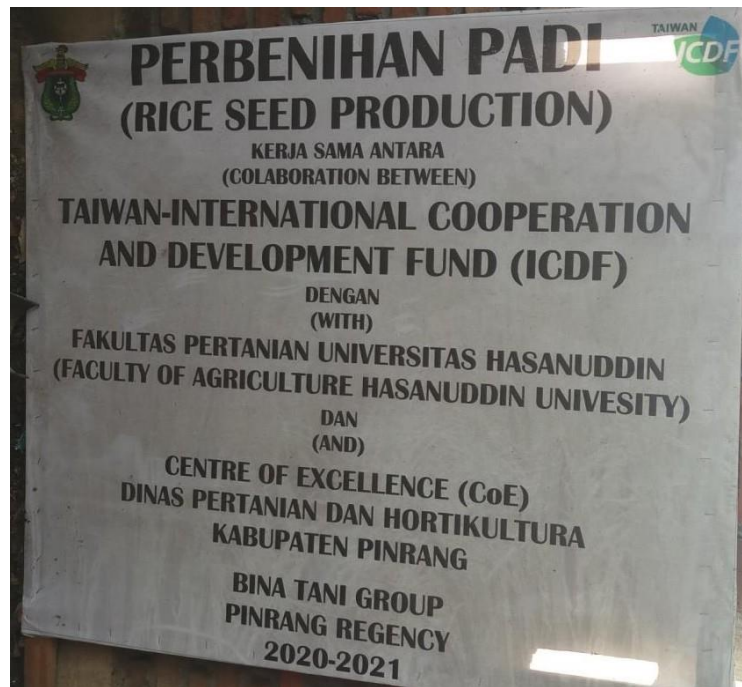 TAIWAN
ICDF
PERBENIHAN PADI
(RICE SEED PRODUCTION)
KERJA SAMA ANTARA
(COLABORATION BETWEEN)
TAIWAN-INTERNATIONAL COOPERATION
AND DEVELOPMENT FUND (ICDF)
DENGAN
(WITH)
FAKULTAS PERTANIAN UNIVERSITAS HASANUDDIN
(FACULTY OF AGRICULTURE HASANUDDIN UNIVESITY)
DAN
(AND)
CENTRE OF EXCELLENCE (CoE)
DINAS PERTANIAN DAN HORTIKULTURA
KABUPATEN PINRANG
BINA TANI GROUP
PINRANG REGENCY
2020-2021